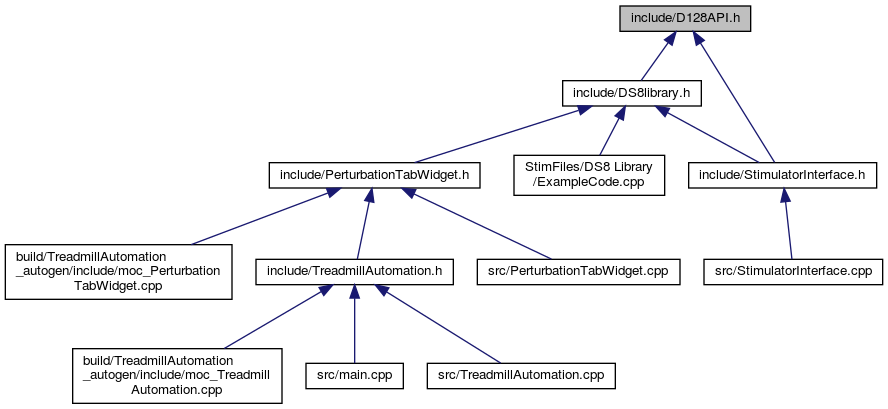 include/D128API.h
include/DS8library.h
include/PerturbationTabWidget.h
StimFiles/DS8 Library
/ExampleCode.cpp
include/StimulatorInterface.h
build/TreadmillAutomation
_autogen/include/moc_Perturbation
TabWidget.cpp
include/TreadmillAutomation.h
src/PerturbationTabWidget.cpp
src/StimulatorInterface.cpp
build/TreadmillAutomation
_autogen/include/moc_Treadmill
Automation.cpp
src/main.cpp
src/TreadmillAutomation.cpp